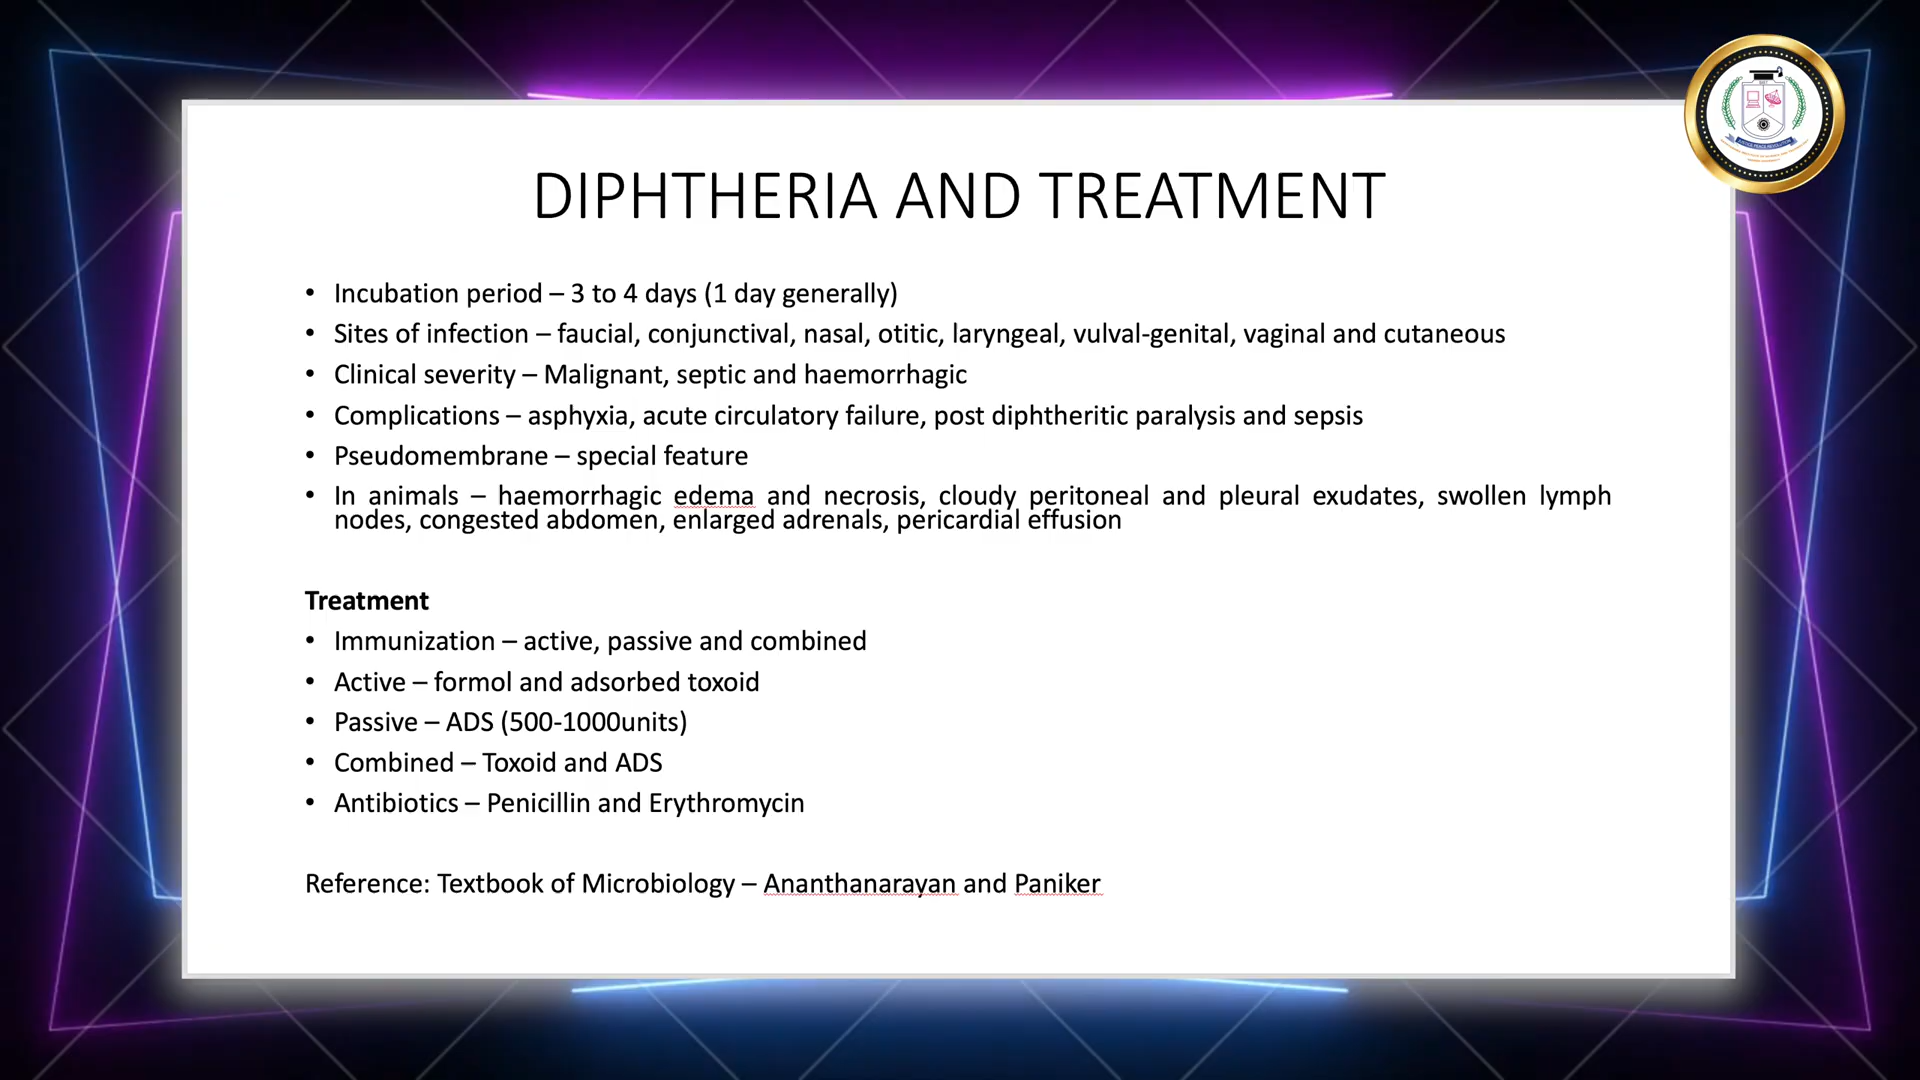 DIPHTHERIA AND TREATMENT
• Incubation period – 3 to 4 days (1 day generally)
• Sites of infection – faucial, conjunctival, nasal, otitic, laryngeal, vulval-genital, vaginal and cutaneous
• Clinical severity – Malignant, septic and haemorrhagic
• Complications – asphyxia, acute circulatory failure, post diphtheritic paralysis and sepsis
• Pseudomembrane – special feature
• In animals – haemorrhagic edema and necrosis, cloudy peritoneal and pleural exudates, swollen lymph
nodes, congested abdomen, enlarged adrenals, pericardial effusion
Treatment
• Immunization – active, passive and combined
• Active – formol and adsorbed toxoid
• Passive – ADS (500-1000units)
• Combined – Toxoid and ADS
• Antibiotics – Penicillin and Erythromycin
Reference: Textbook of Microbiology – Ananthanarayan and Paniker